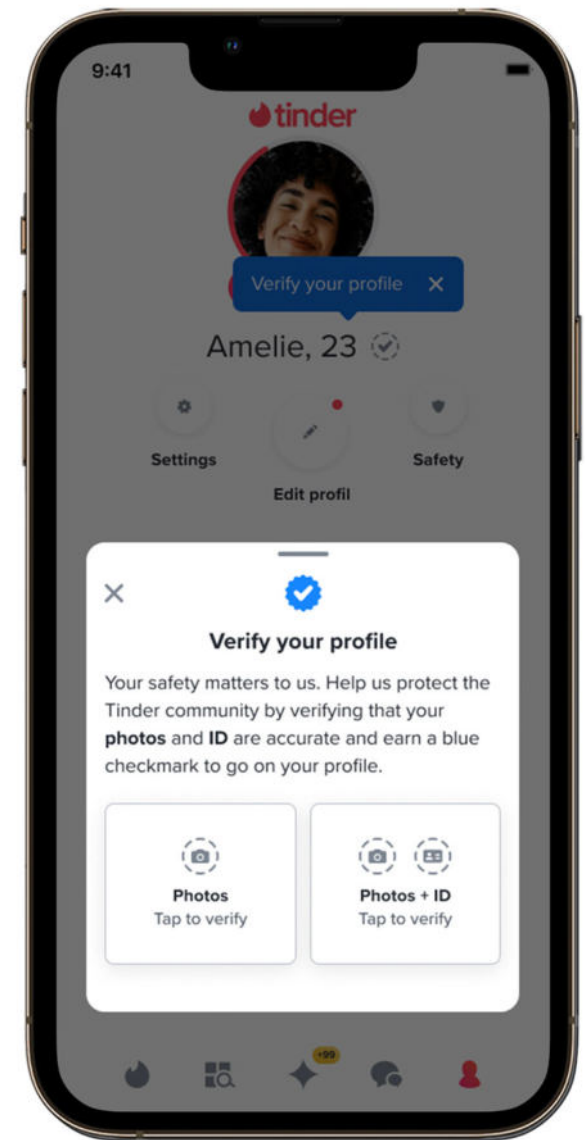 9:41
tinder
Verify your profile
Amelie, 23
Settings
Edit profil
Safety
Verify your profile
Your safety matters to us. Help us protect the
Tinder community by verifying that your
photos and ID are accurate and earn a blue
checkmark to go on your profile.
Photos
Tap to verify
Photos + ID
Tap to verify
+99